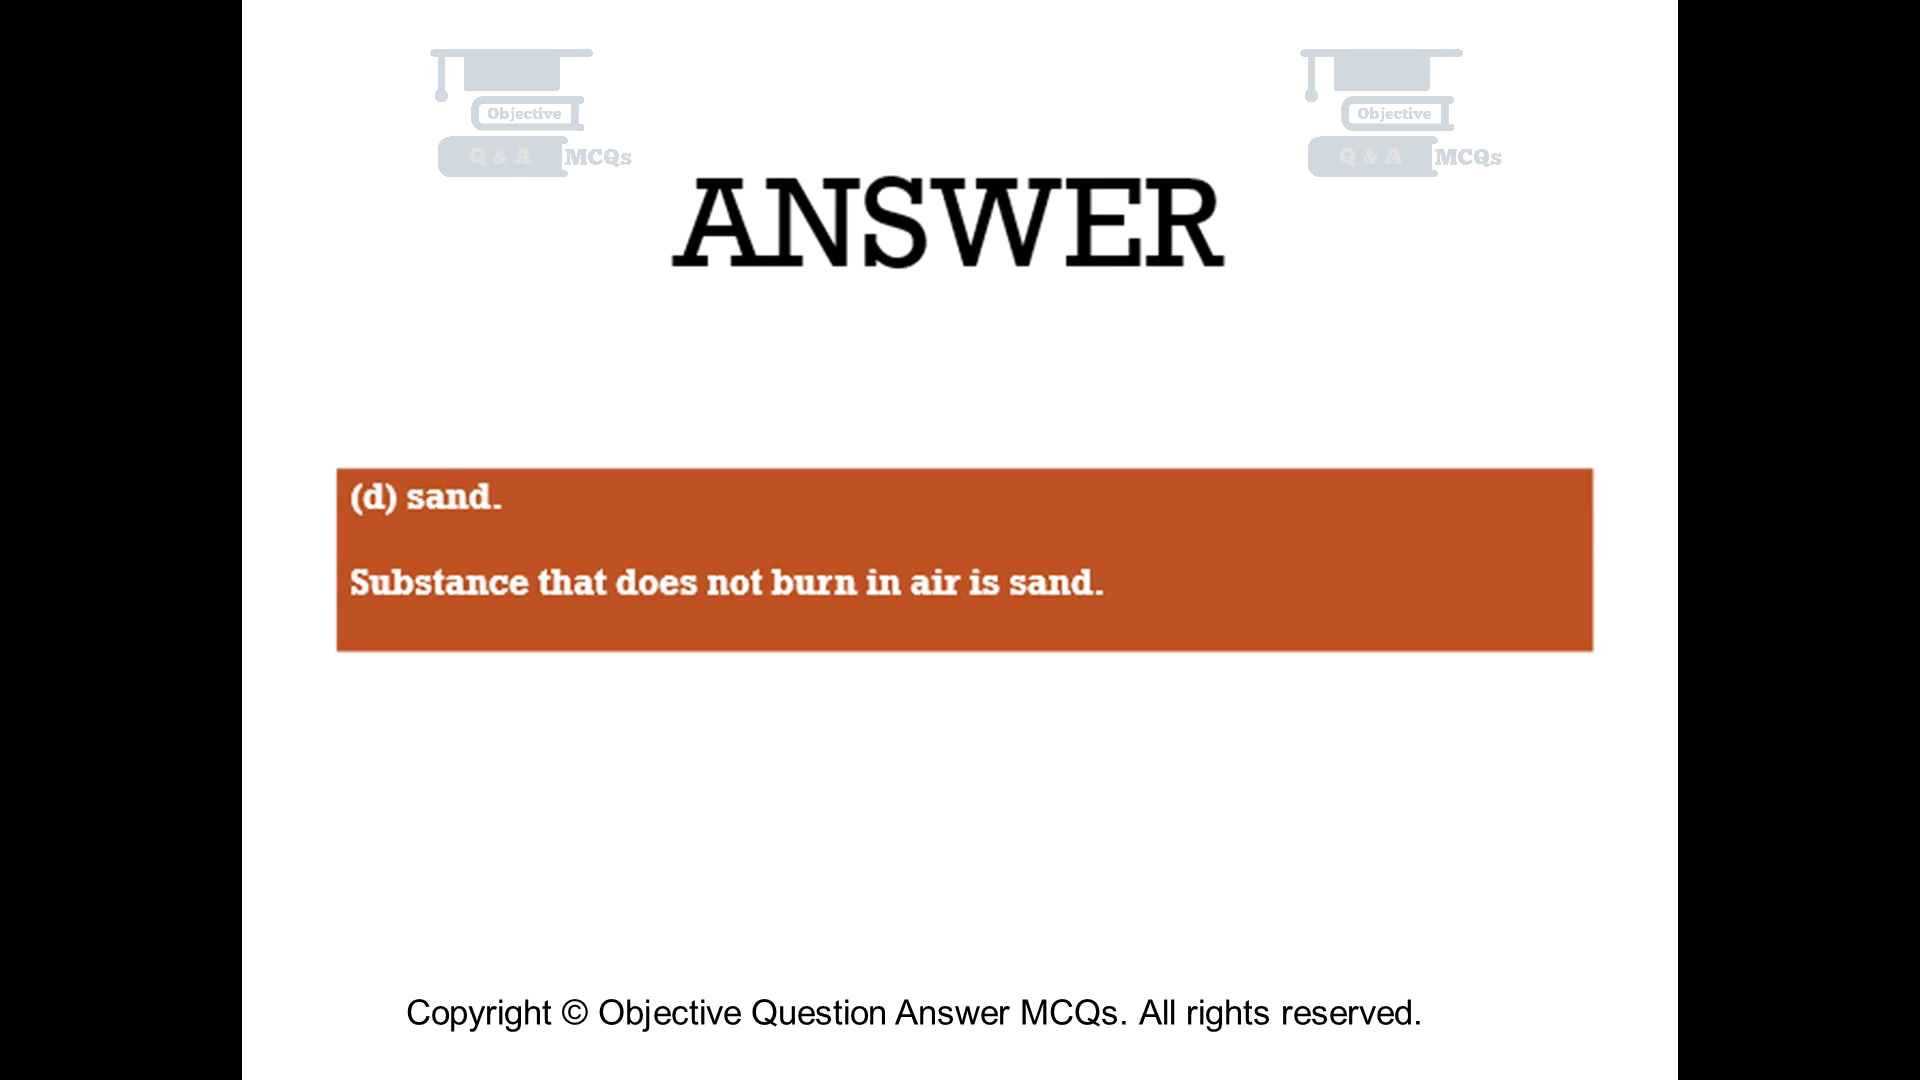 Objective
Q & A MCQs
Objective
Q & A MCQs
ANSWER
(d) sand.
Substance that does not burn in air is sand.
Copyright © Objective Question Answer MCQs. All rights reserved.